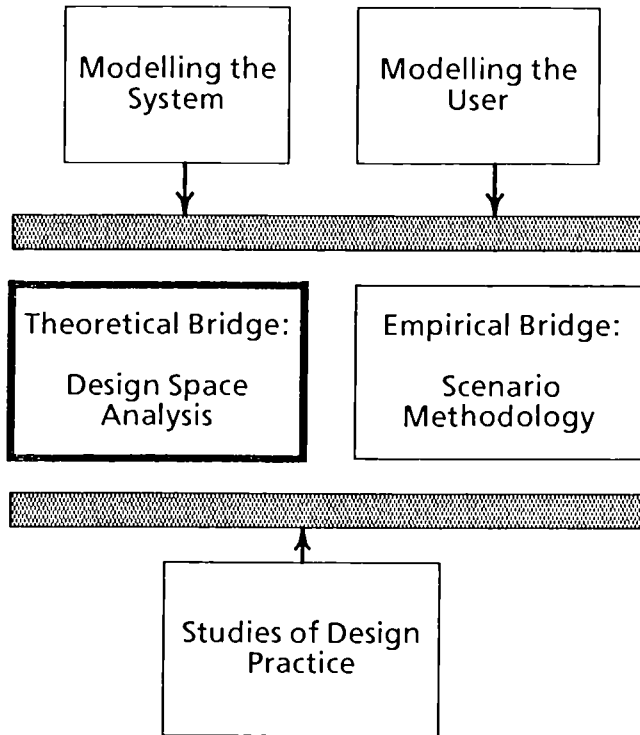 Modelling the
System
Modelling the
User
Theoretical Bridge:
Design Space
Analysis
Empirical Bridge:
Scenario
Methodology
Studies of Design
Practice